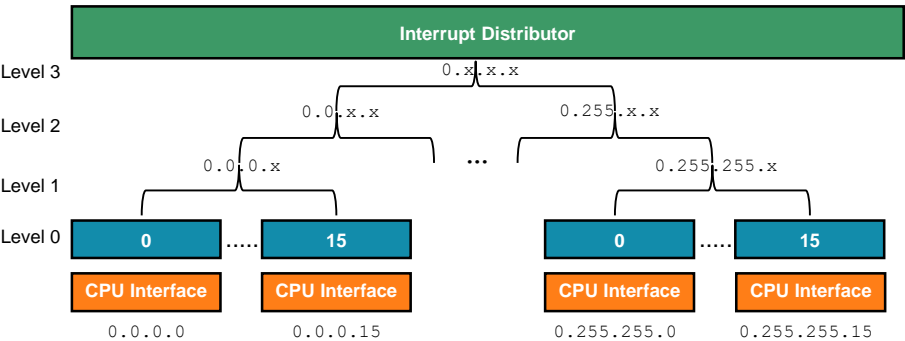 Interrupt Distributor
Level 3
0.x.x.x
0.0.x.x
0.255.x.x
Level 2
...
0.0.0.x
0.255.255.x
Level 1
Level 0
0
.....
15
0
.....
15
CPU Interface
CPU Interface
CPU Interface
CPU Interface
0.0.0.0
0.0.0.15
0.255.255.0
0.255.255.15